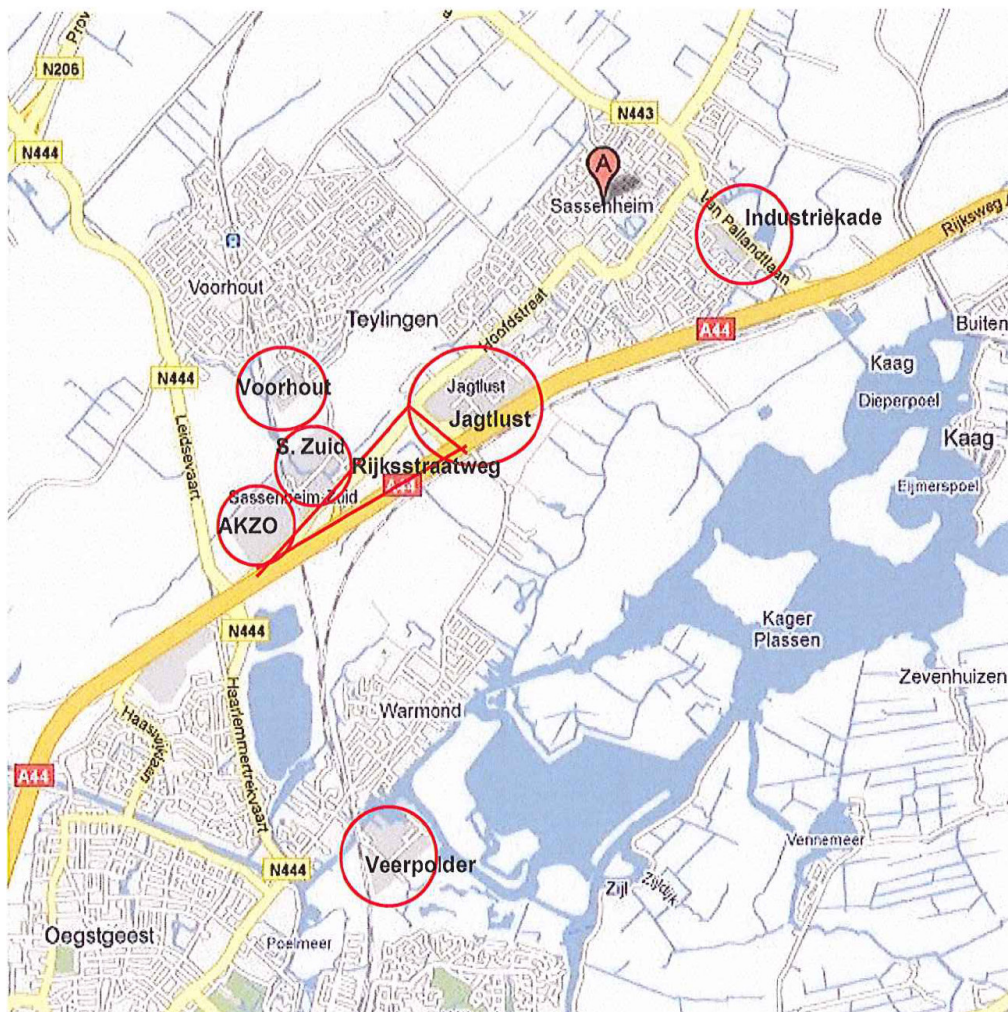 Prov
N206
N443
N444
A
Sassenheim
Van Pallandtlaan
Industriekade
Rijksweg A
Voorhout
Teylingen
Hoofdstraat
A44
Buiten
Kaag
Dieperpoel
N444
Voorhout
Jagtlust
Jagtlust
Leidsevaart
S. Zuid
Rijksstraatweg
A44
Kaag
Eijmerspoel
Sassenheim-Zuid
AKZO
N444
Kager
Plassen
Zevenhuizen
Warmond
Haaswijklaan
Haarlemmertrekvaart
A44
Vennemeer
N444
Veerpolder
Zijl
Zijldijk
Oegstgeest
Poelmeer